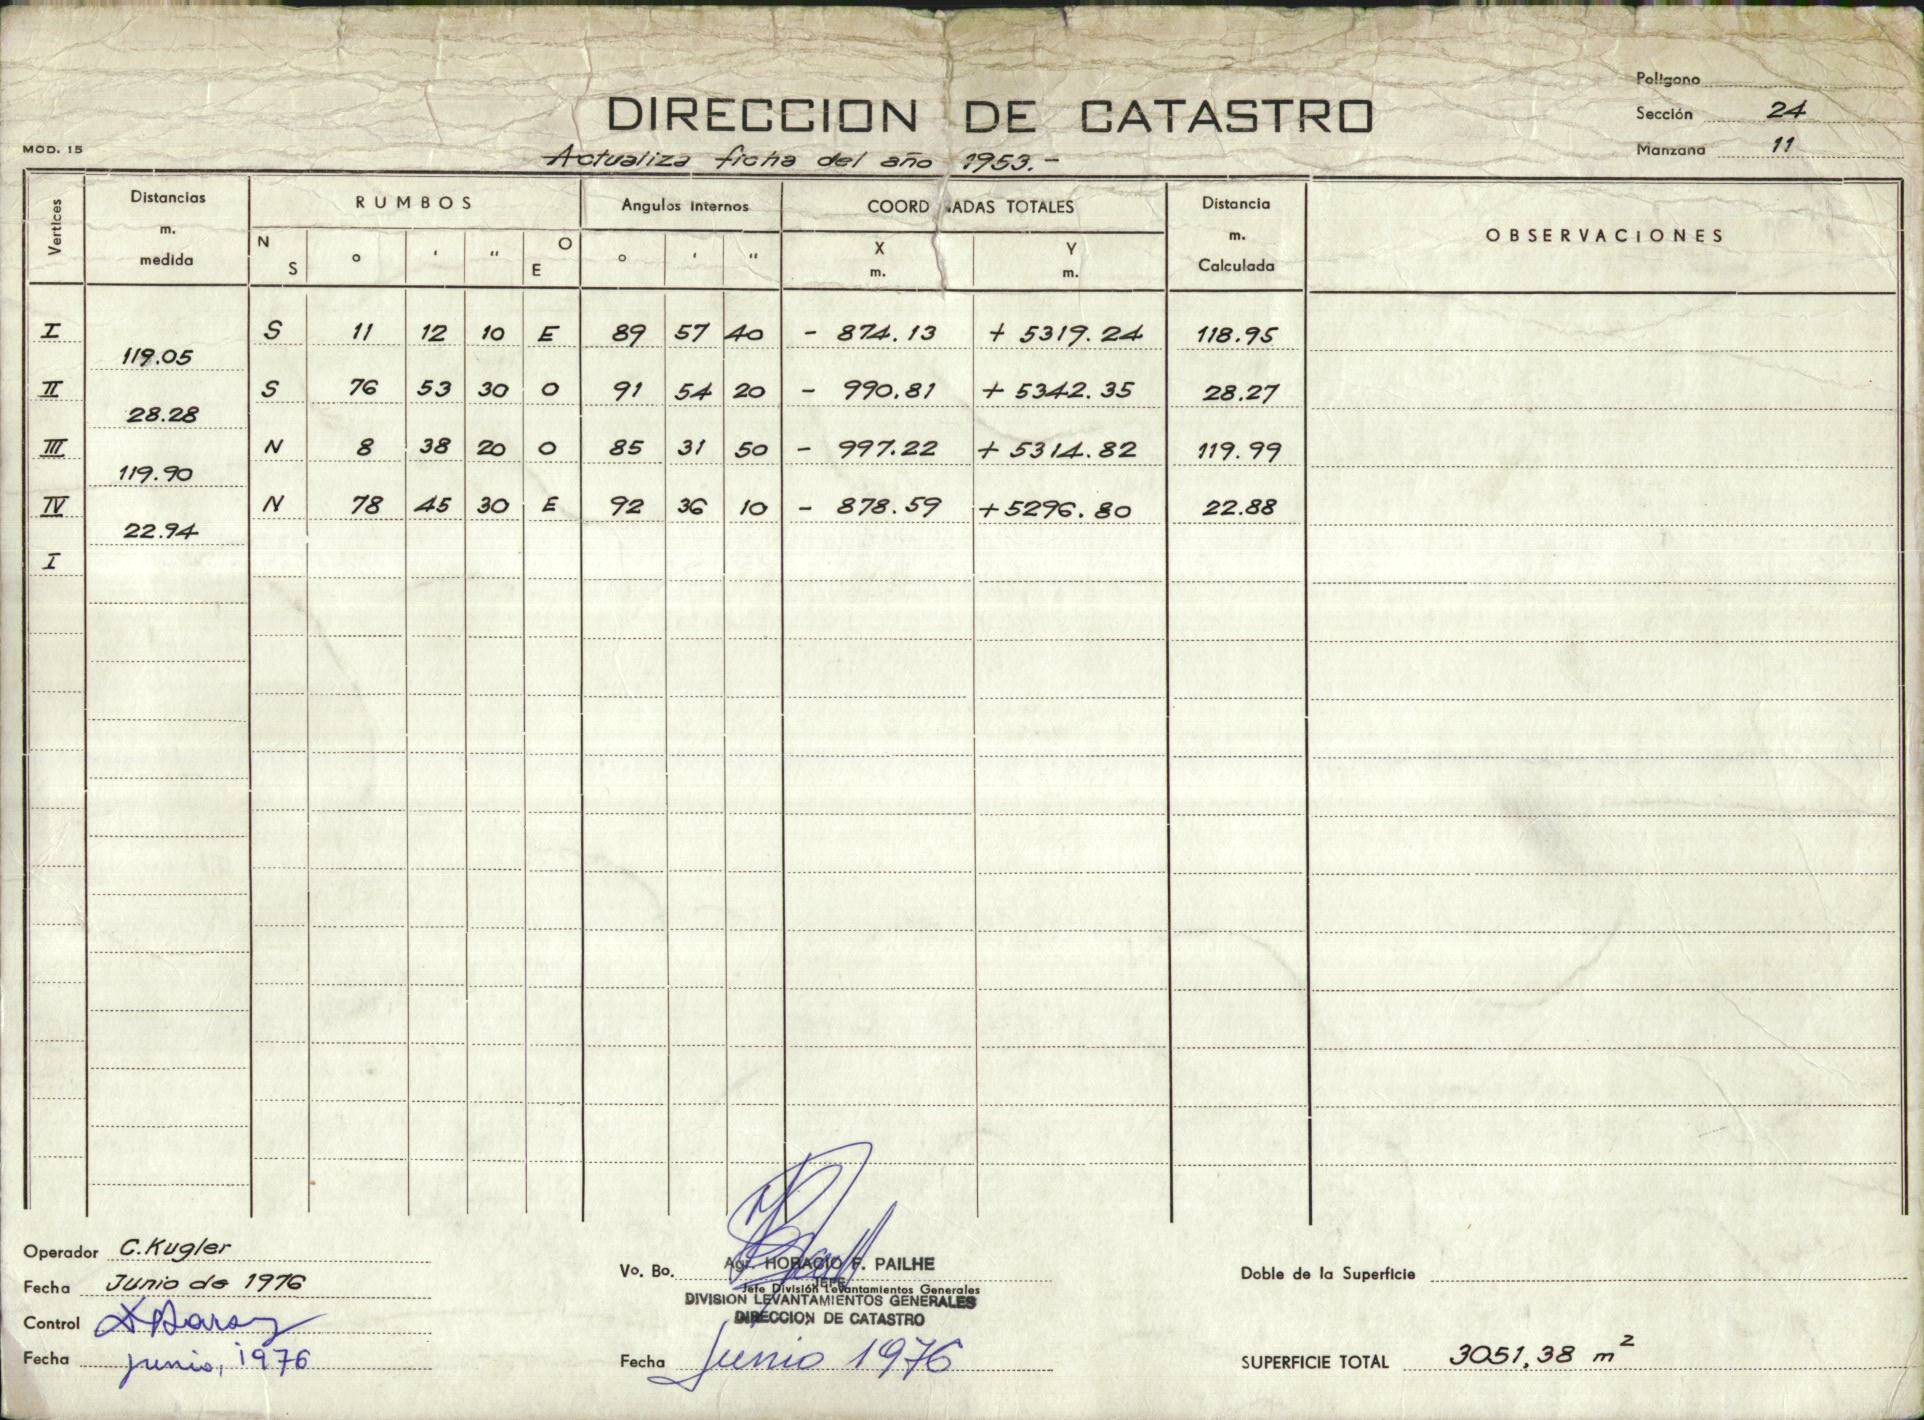 Polígono
DIRECCION DE CATASTRO
Sección 24
MOD. 15
Manzana 11
Actualiza ficha del año 1953.-
Vertices
Distancias m. medida
RUMBOS
Angulos internos
COORD NADAS TOTALES
Distancia m. Calculada
OBSERVACIONES
N S ° ' " O E ° ' " X m. Y m.
I S 11 12 10 E 89 57 40 - 874.13 + 5319.24 118.95
119.05
II S 76 53 30 O 91 54 20 - 990.81 + 5342.35 28.27
28.28
III N 8 38 20 O 85 31 50 - 997.22 + 5314.82 119.99
119.90
IV N 78 45 30 E 92 36 10 - 878.59 + 5296.80 22.88
22.94
I
Operador C. Kugler
Fecha Junio de 1976
Control
Fecha junio, 1976
Vo. Bo. Agr. HORACIO F. PAILHE
JEFE
Jefe División Levantamientos Generales
DIVISION LEVANTAMIENTOS GENERALES
DIRECCION DE CATASTRO
Fecha Junio 1976
Doble de la Superficie
SUPERFICIE TOTAL 3051,38 m²